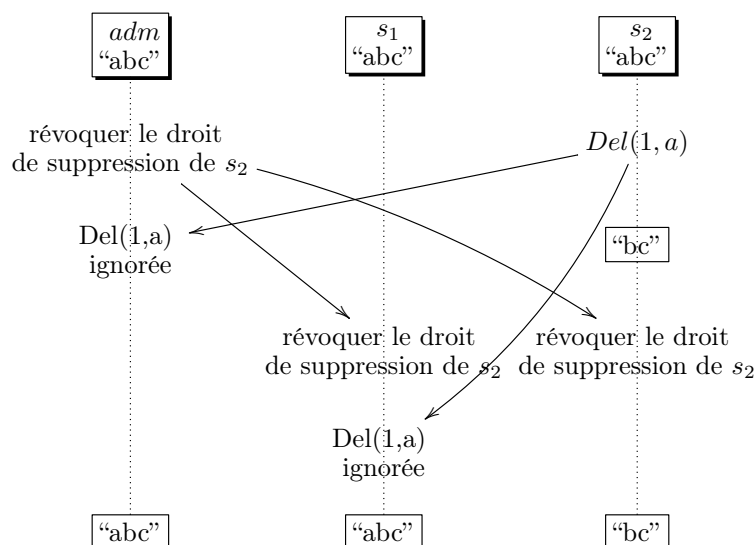 adm
“abc”
s1
“abc”
s2
“abc”
révoquer le droit
de suppression de s2
Del(1, a)
Del(1,a)
ignorée
“bc”
révoquer le droit
de suppression de s2
révoquer le droit
de suppression de s2
Del(1,a)
ignorée
“abc”
“abc”
“bc”